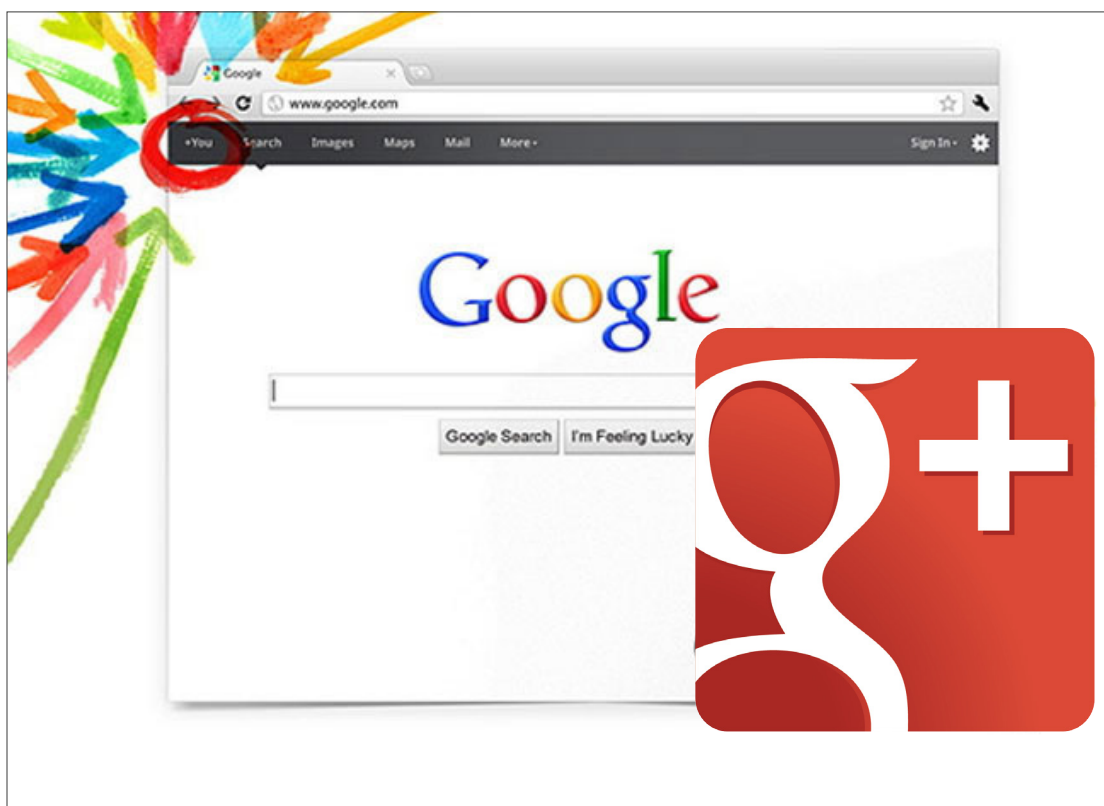 Google
www.google.com
+You Search Images Maps Mail More Sign In
Google
Google Search I'm Feeling Lucky
g+